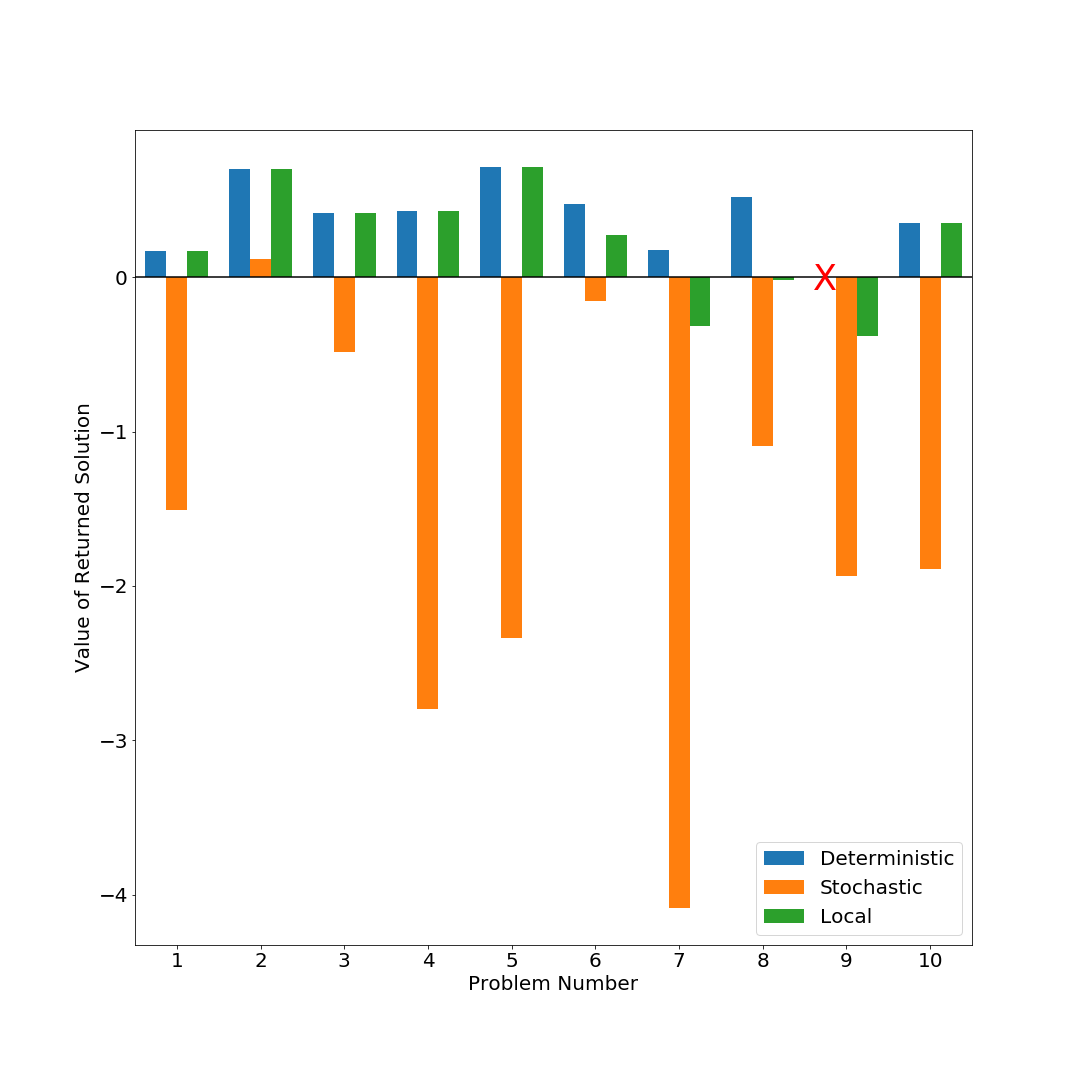 X
0
−1
−2
−3
−4
Value of Returned Solution
Deterministic
Stochastic
Local
1 2 3 4 5 6 7 8 9 10
Problem Number